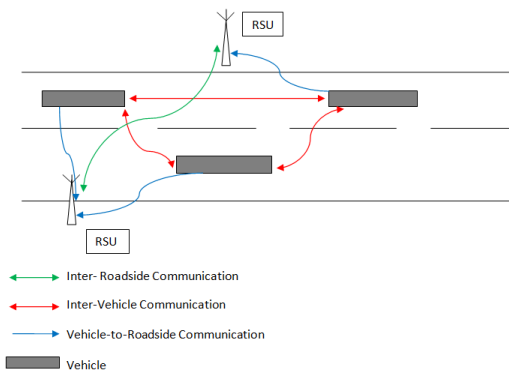 RSU
RSU
Inter- Roadside Communication
Inter-Vehicle Communication
Vehicle-to-Roadside Communication
Vehicle